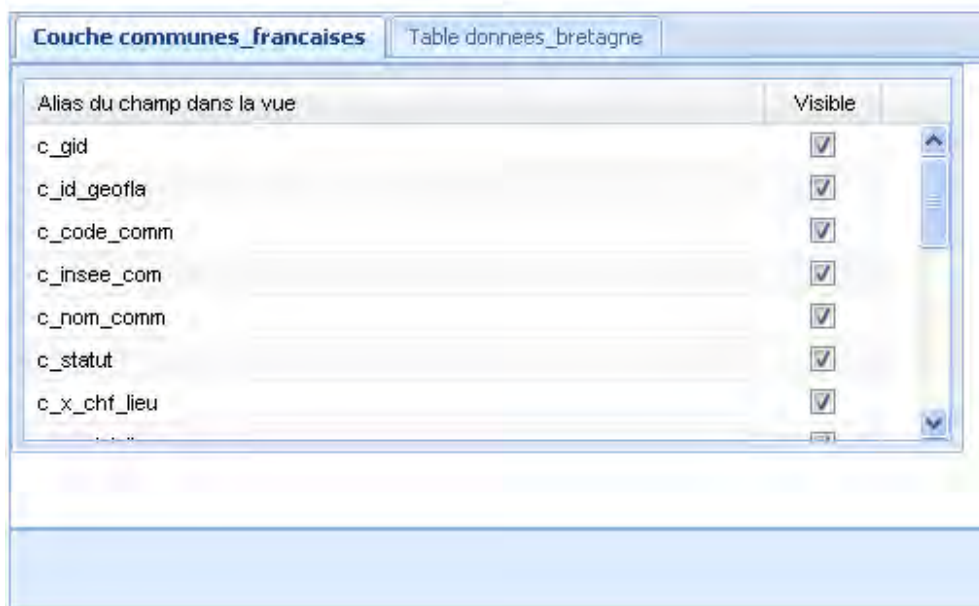 Couche communes_francaises Table donnees_bretagne
Alias du champ dans la vue Visible
c_gid
c_id_geofla
c_code_comm
c_insee_com
c_nom_comm
c_statut
c_x_chf_lieu